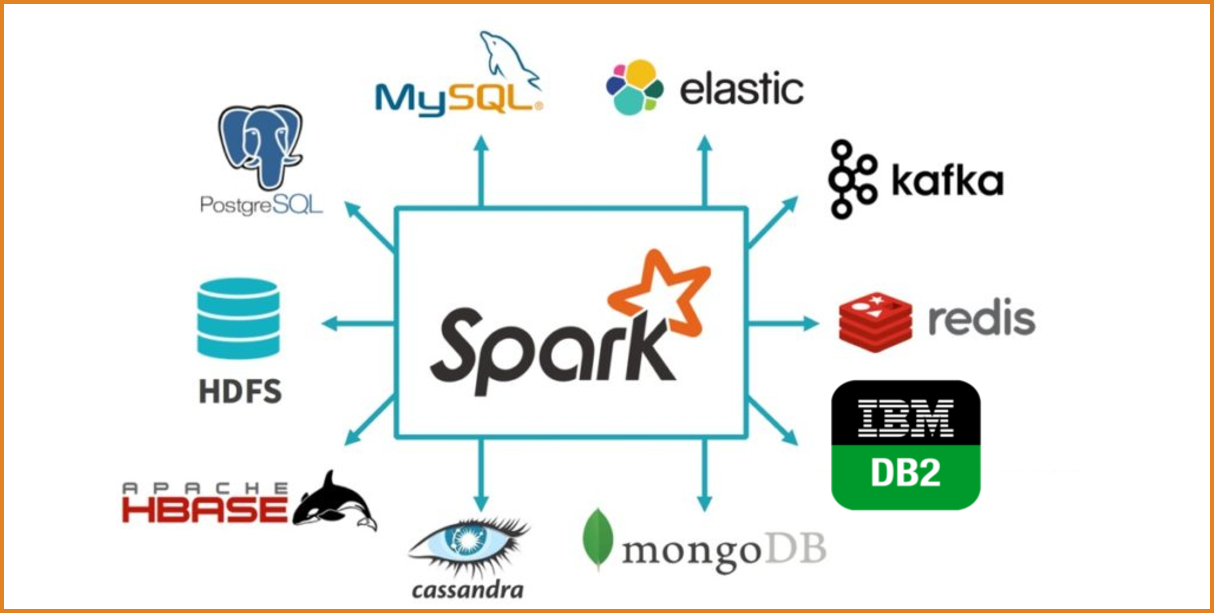 MySQL®
elastic
PostgreSQL
kafka
Spark
HDFS
redis
IBM
DB2
APACHE
HBASE
cassandra
mongoDB